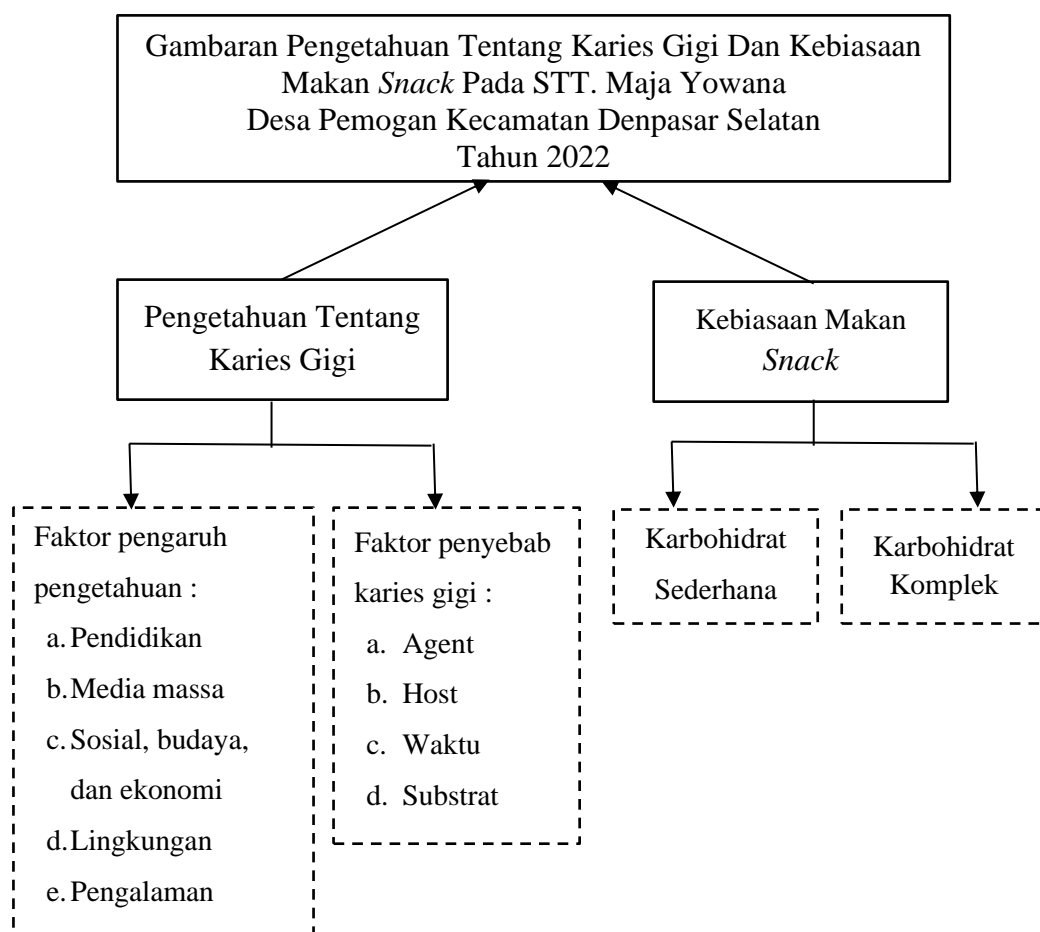 Gambaran Pengetahuan Tentang Karies Gigi Dan Kebiasaan
Makan Snack Pada STT. Maja Yowana
Desa Pemogan Kecamatan Denpasar Selatan
Tahun 2022
Pengetahuan Tentang
Karies Gigi
Kebiasaan Makan
Snack
Faktor pengaruh
pengetahuan :
a. Pendidikan
b. Media massa
c. Sosial, budaya,
dan ekonomi
d. Lingkungan
e. Pengalaman
Faktor penyebab
karies gigi :
a. Agent
b. Host
c. Waktu
d. Substrat
Karbohidrat
Sederhana
Karbohidrat
Komplek